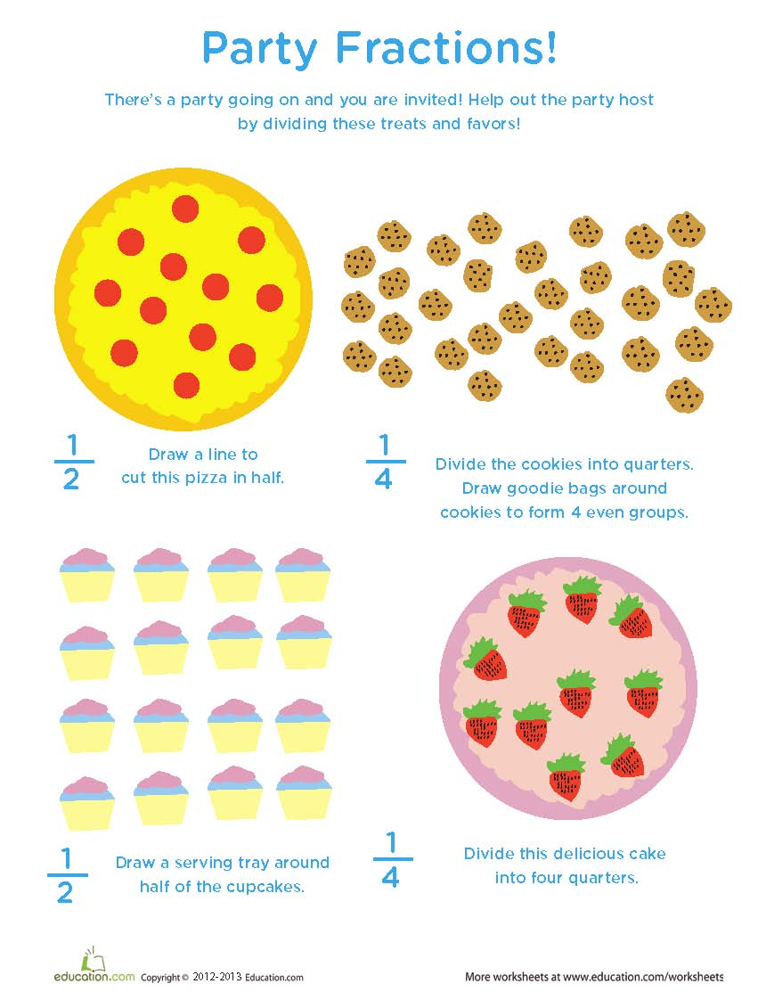 Party Fractions!
There's a party going on and you are invited! Help out the party host
by dividing these treats and favors!
1
2
Draw a line to
cut this pizza in half.
1
4
Divide the cookies into quarters.
Draw goodie bags around
cookies to form 4 even groups.
1
2
Draw a serving tray around
half of the cupcakes.
1
4
Divide this delicious cake
into four quarters.
education.com Copyright © 2012-2013 Education.com
More worksheets at www.education.com/worksheets